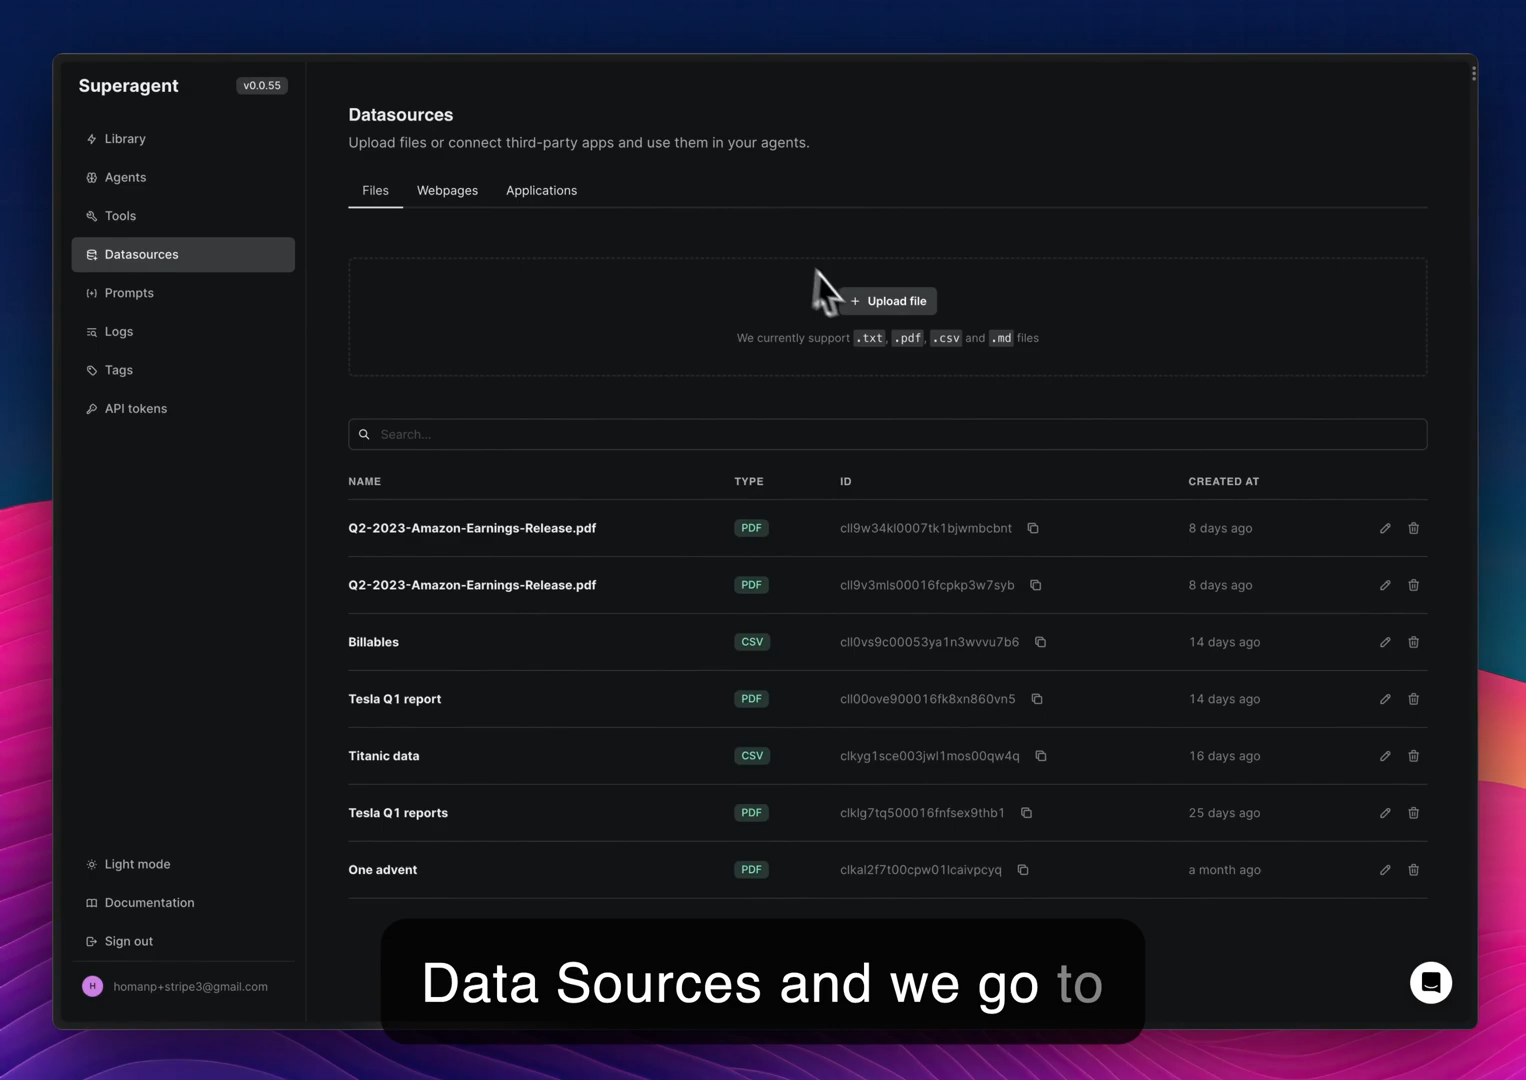 Superagent
v0.0.55
Library
Agents
Tools
Datasources
Prompts
Logs
Tags
API tokens
Light mode
Documentation
Sign out
H
homanp+stripe3@gmail.com
Datasources
Upload files or connect third-party apps and use them in your agents.
Files Webpages Applications
+ Upload file
We currently support .txt, .pdf, .csv and .md files
Search...
NAME TYPE ID CREATED AT
Q2-2023-Amazon-Earnings-Release.pdf PDF cll9w34kl0007tk1bjwmbcbnt 8 days ago
Q2-2023-Amazon-Earnings-Release.pdf PDF cll9v3mls00016fcpkp3w7syb 8 days ago
Billables CSV cll0vs9c00053ya1n3wvvu7b6 14 days ago
Tesla Q1 report PDF cll00ove900016fk8xn860vn5 14 days ago
Titanic data CSV clkyg1sce003jwl1mos00qw4q 16 days ago
Tesla Q1 reports PDF clklg7tq500016fnfsex9thb1 25 days ago
One advent PDF clkal2f7t00cpw01lcaivpcyq a month ago
Data Sources and we go to